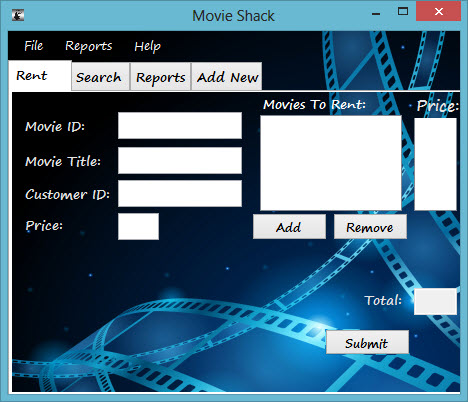 Movie Shack
File Reports Help
Rent Search Reports Add New
Movies To Rent: Price:
Movie ID:
Movie Title:
Customer ID:
Price:
Add Remove
Total:
Submit